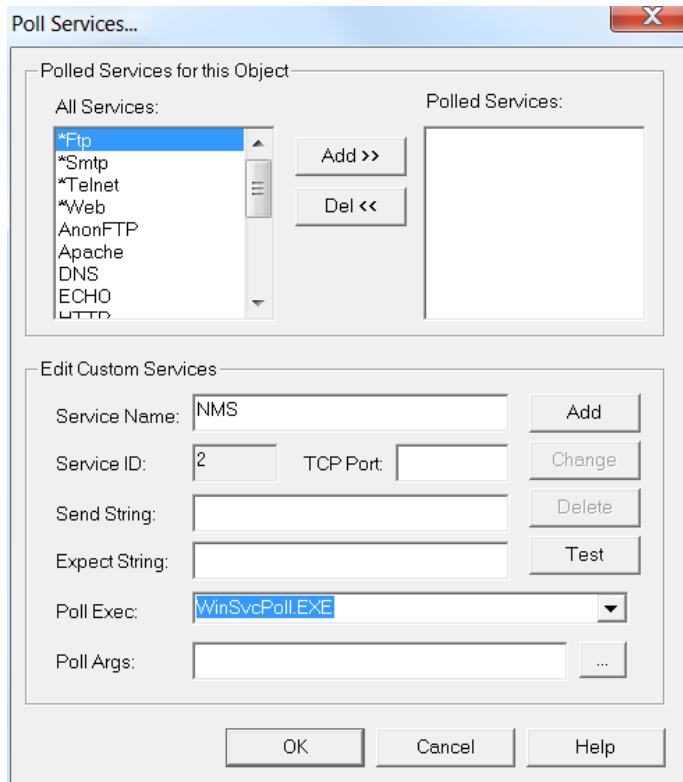 Poll Services...
X
Polled Services for this Object
All Services:
Polled Services:
*Ftp
*Smtp
*Telnet
*Web
AnonFTP
Apache
DNS
ECHO
HTTP
Add >>
Del <<
Edit Custom Services
Service Name: NMS Add
Service ID: 2 TCP Port: Change
Send String: Delete
Expect String: Test
Poll Exec: WinSvcPoll.EXE
Poll Args: ...
OK Cancel Help